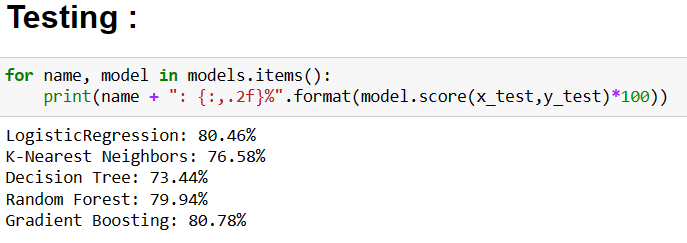 Testing :
for name, model in models.items():
    print(name + ": {:,.2f}%".format(model.score(x_test,y_test)*100))
LogisticRegression: 80.46%
K-Nearest Neighbors: 76.58%
Decision Tree: 73.44%
Random Forest: 79.94%
Gradient Boosting: 80.78%